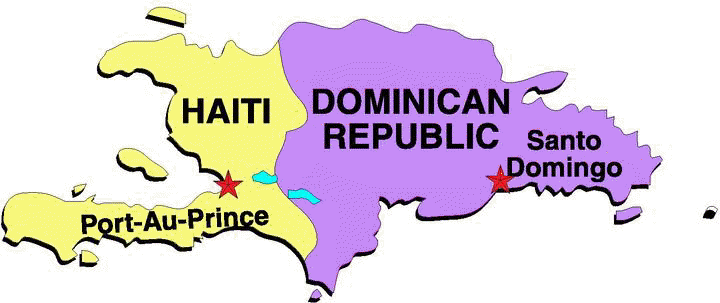 HAITI
DOMINICAN
REPUBLIC
Santo
Domingo
Port-Au-Prince